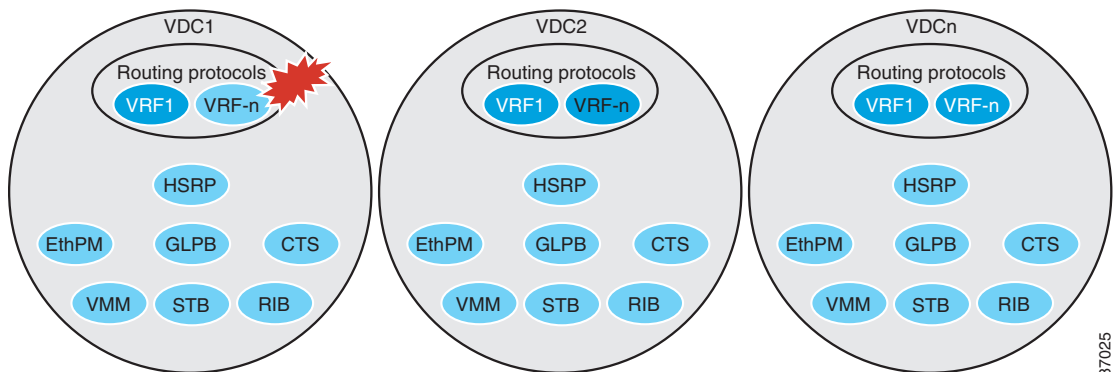 VDC1
Routing protocols
VRF1 VRF-n
HSRP
EthPM GLPB CTS
VMM STB RIB
VDC2
Routing protocols
VRF1 VRF-n
HSRP
EthPM GLPB CTS
VMM STB RIB
VDCn
Routing protocols
VRF1 VRF-n
HSRP
EthPM GLPB CTS
VMM STB RIB
37025